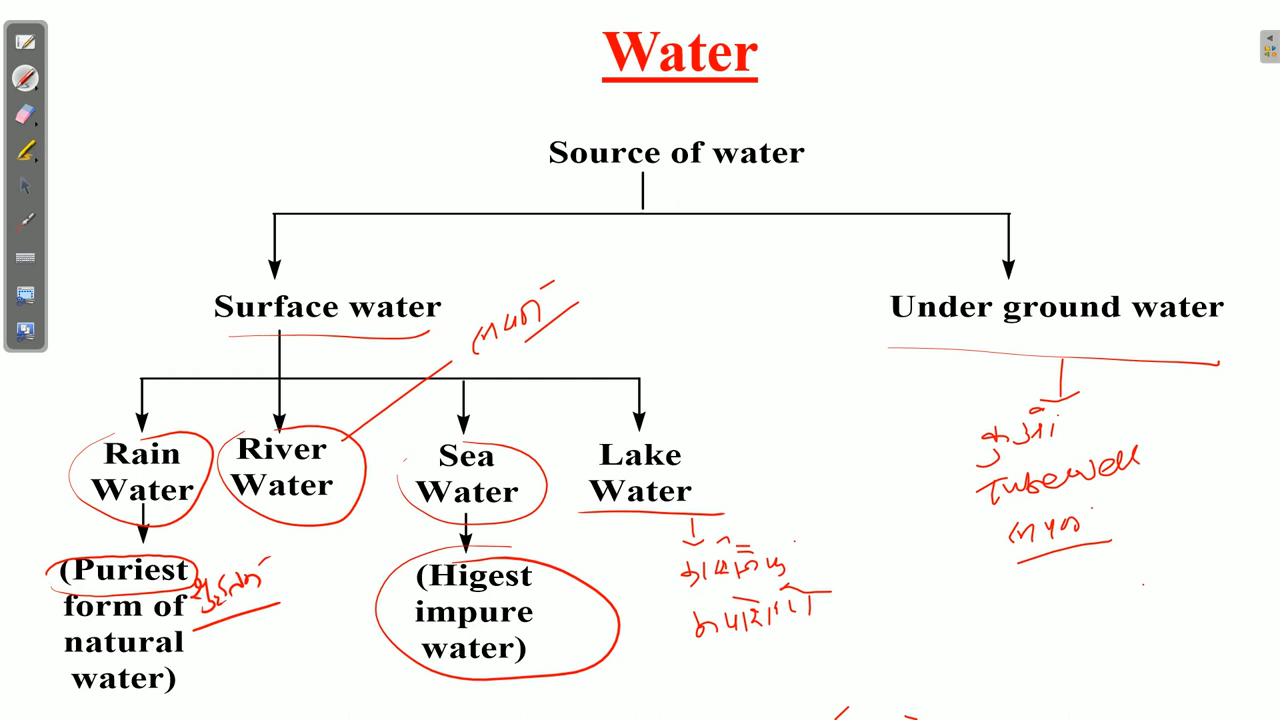 Water
Source of water
Surface water
Under ground water
Rain
Water
River
Water
Sea
Water
Lake
Water
(Puriest
form of
natural
water)
(Higest
impure
water)
Tubewell